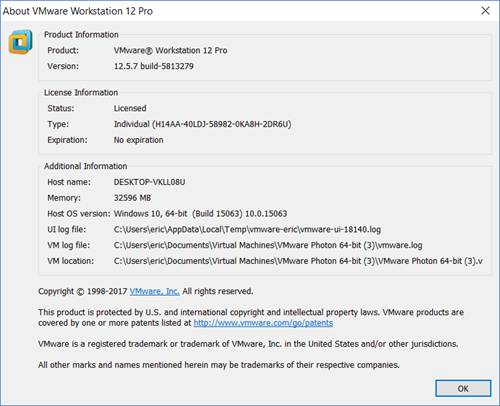 About VMware Workstation 12 Pro
Product Information
Product: VMware® Workstation 12 Pro
Version: 12.5.7 build-5813279
License Information
Status: Licensed
Type: Individual (H14AA-40LDJ-58982-0KA8H-2DR6U)
Expiration: No expiration
Additional Information
Host name: DESKTOP-VKLL08U
Memory: 32596 MB
Host OS version: Windows 10, 64-bit (Build 15063) 10.0.15063
UI log file: C:\Users\eric\AppData\Local\Temp\vmware-eric\vmware-ui-18140.log
VM log file: C:\Users\eric\Documents\Virtual Machines\VMware Photon 64-bit (3)\vmware.log
VM location: C:\Users\eric\Documents\Virtual Machines\VMware Photon 64-bit (3)\VMware Photon 64-bit (3).v
Copyright © 1998-2017 VMware, Inc. All rights reserved.
This product is protected by U.S. and international copyright and intellectual property laws. VMware products are
covered by one or more patents listed at http://www.vmware.com/go/patents
VMware is a registered trademark or trademark of VMware, Inc. in the United States and/or other jurisdictions.
All other marks and names mentioned herein may be trademarks of their respective companies.
OK